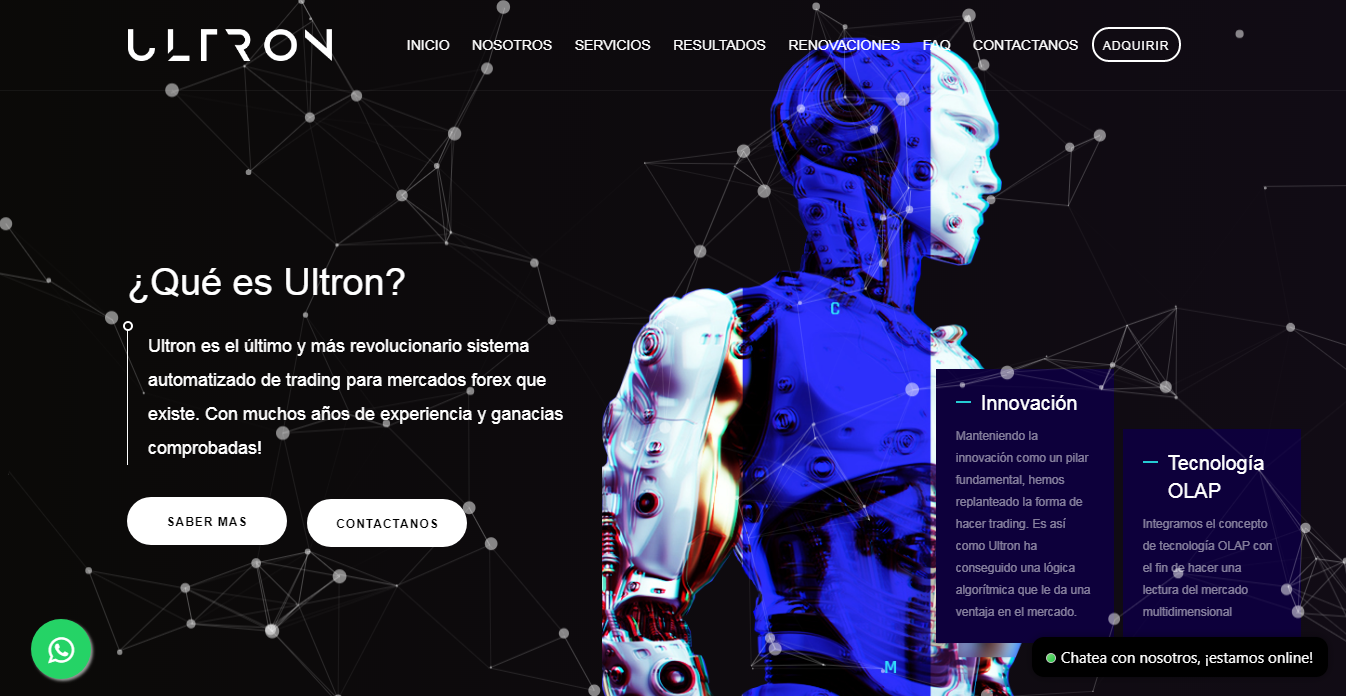 ULTRON
INICIO NOSOTROS SERVICIOS RESULTADOS RENOVACIONES FAQ CONTACTANOS ADQUIRIR
¿Qué es Ultron?
Ultron es el último y más revolucionario sistema
automatizado de trading para mercados forex que
existe. Con muchos años de experiencia y ganacias
comprobadas!
SABER MAS
CONTACTANOS
C
M
Innovación
Manteniendo la
innovación como un pilar
fundamental, hemos
replanteado la forma de
hacer trading. Es así
como Ultron ha
conseguido una lógica
algorítmica que le da una
ventaja en el mercado.
Tecnología
OLAP
Integramos el concepto
de tecnología OLAP con
el fin de hacer una
lectura del mercado
multidimensional
Chatea con nosotros, ¡estamos online!